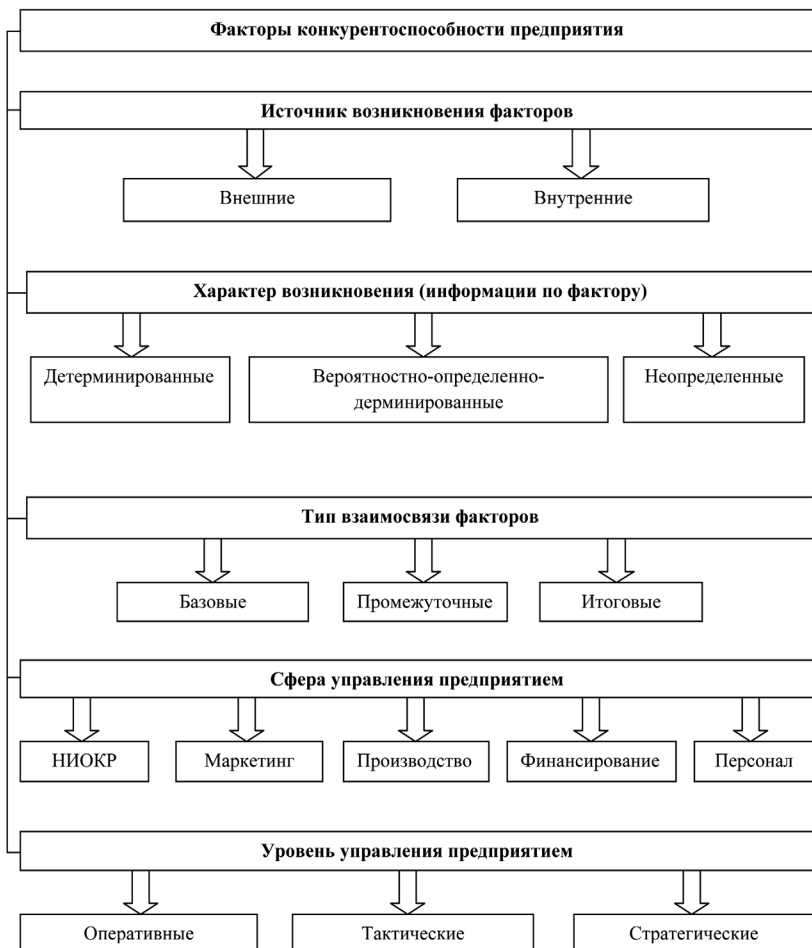 Факторы конкурентоспособности предприятия
Источник возникновения факторов
Внешние
Внутренние
Характер возникновения (информации по фактору)
Детерминированные
Вероятностно-определенно-
дерминированные
Неопределенные
Тип взаимосвязи факторов
Базовые
Промежуточные
Итоговые
Сфера управления предприятием
НИОКР
Маркетинг
Производство
Финансирование
Персонал
Уровень управления предприятием
Оперативные
Тактические
Стратегические